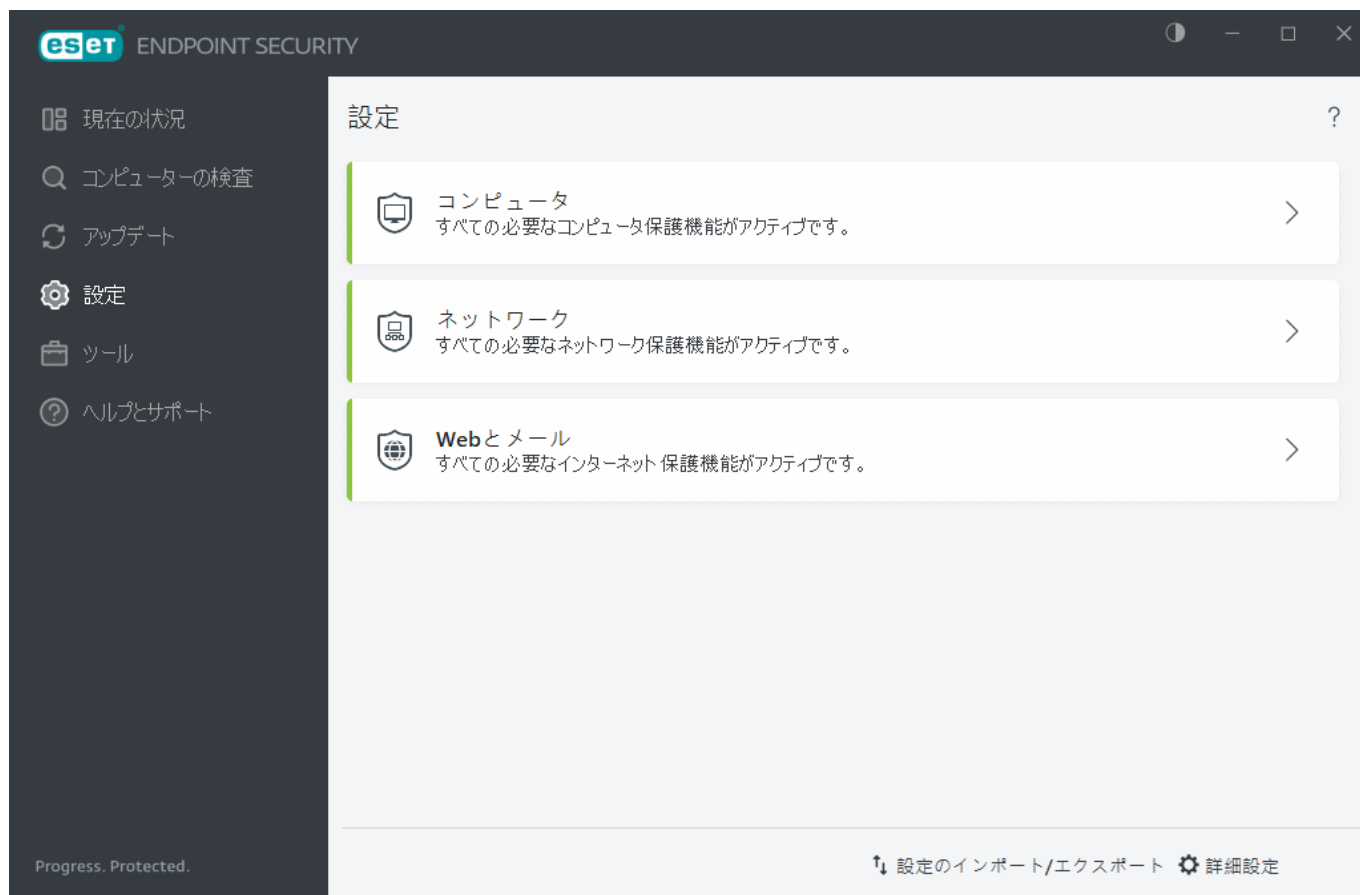 eset ENDPOINT SECURITY
現在の状況
コンピューターの検査
アップデート
設定
ツール
ヘルプとサポート
Progress. Protected.
設定
?
コンピュータ
すべての必要なコンピュータ保護機能がアクティブです。
ネットワーク
すべての必要なネットワーク保護機能がアクティブです。
Webとメール
すべての必要なインターネット保護機能がアクティブです。
設定のインポート/エクスポート 詳細設定